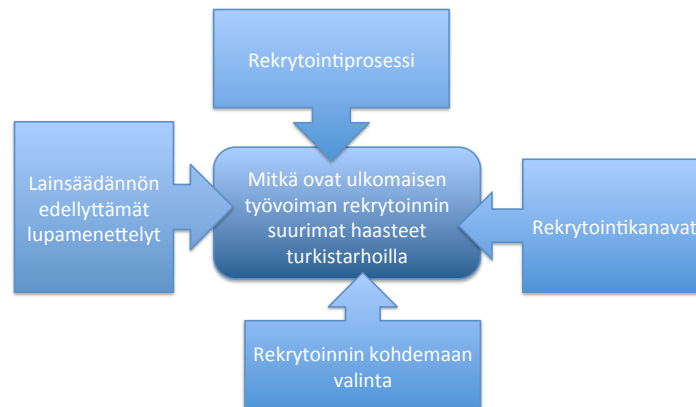 Rekrytointiprosessi
Lainsäädännön
edellyttämät
lupamenettelyt
Mitkä ovat ulkomaisen
työvoiman rekrytoinnin
suurimat haasteet
turkistarhoilla
Rekrytointikanavat
Rekrytoinnin kohdemaan
valinta